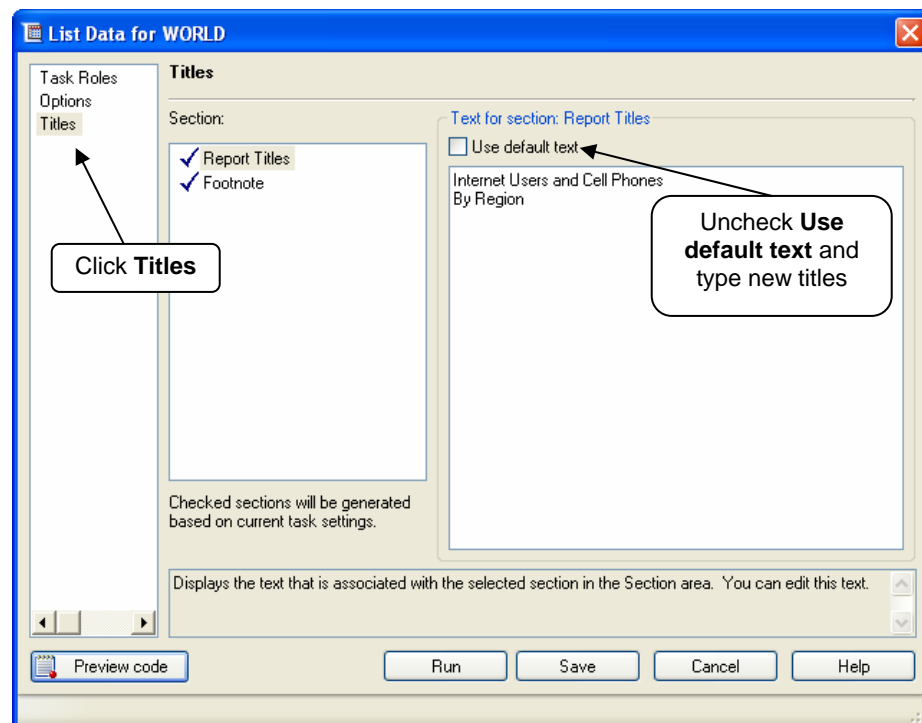 List Data for WORLD
Task Roles
Options
Titles
Titles
Section:
Report Titles
Footnote
Text for section: Report Titles
Use default text
Internet Users and Cell Phones
By Region
Click Titles
Uncheck Use
default text and
type new titles
Checked sections will be generated
based on current task settings.
Displays the text that is associated with the selected section in the Section area.  You can edit this text.
Preview code
Run
Save
Cancel
Help